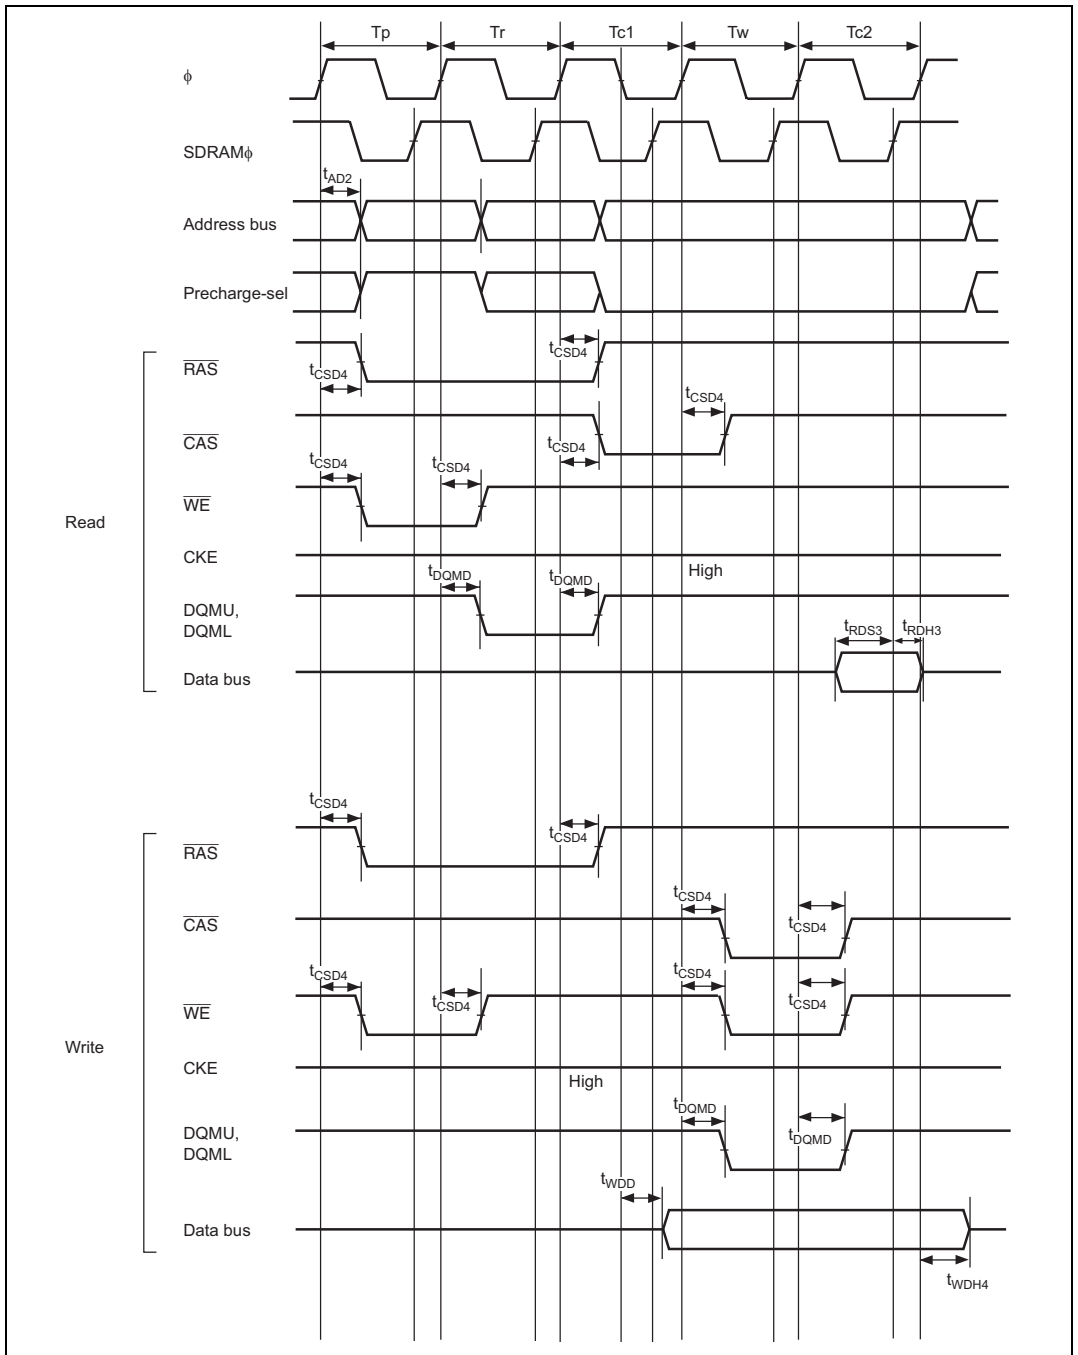 Tp Tr Tc1 Tw Tc2
ϕ
SDRAMϕ
tAD2
Address bus
Precharge-sel
tCSD4
RAS
tCSD4
tCSD4
CAS
tCSD4
tCSD4 tCSD4
WE
Read
CKE
High
tDQMD tDQMD
DQMU,
DQML
tRDS3 tRDH3
Data bus
tCSD4
tCSD4
RAS
tCSD4
CAS
tCSD4
tCSD4 tCSD4
tCSD4 tCSD4
WE
Write
CKE
High
tDQMD
DQMU,
DQML
tDQMD
tWDD
Data bus
tWDH4